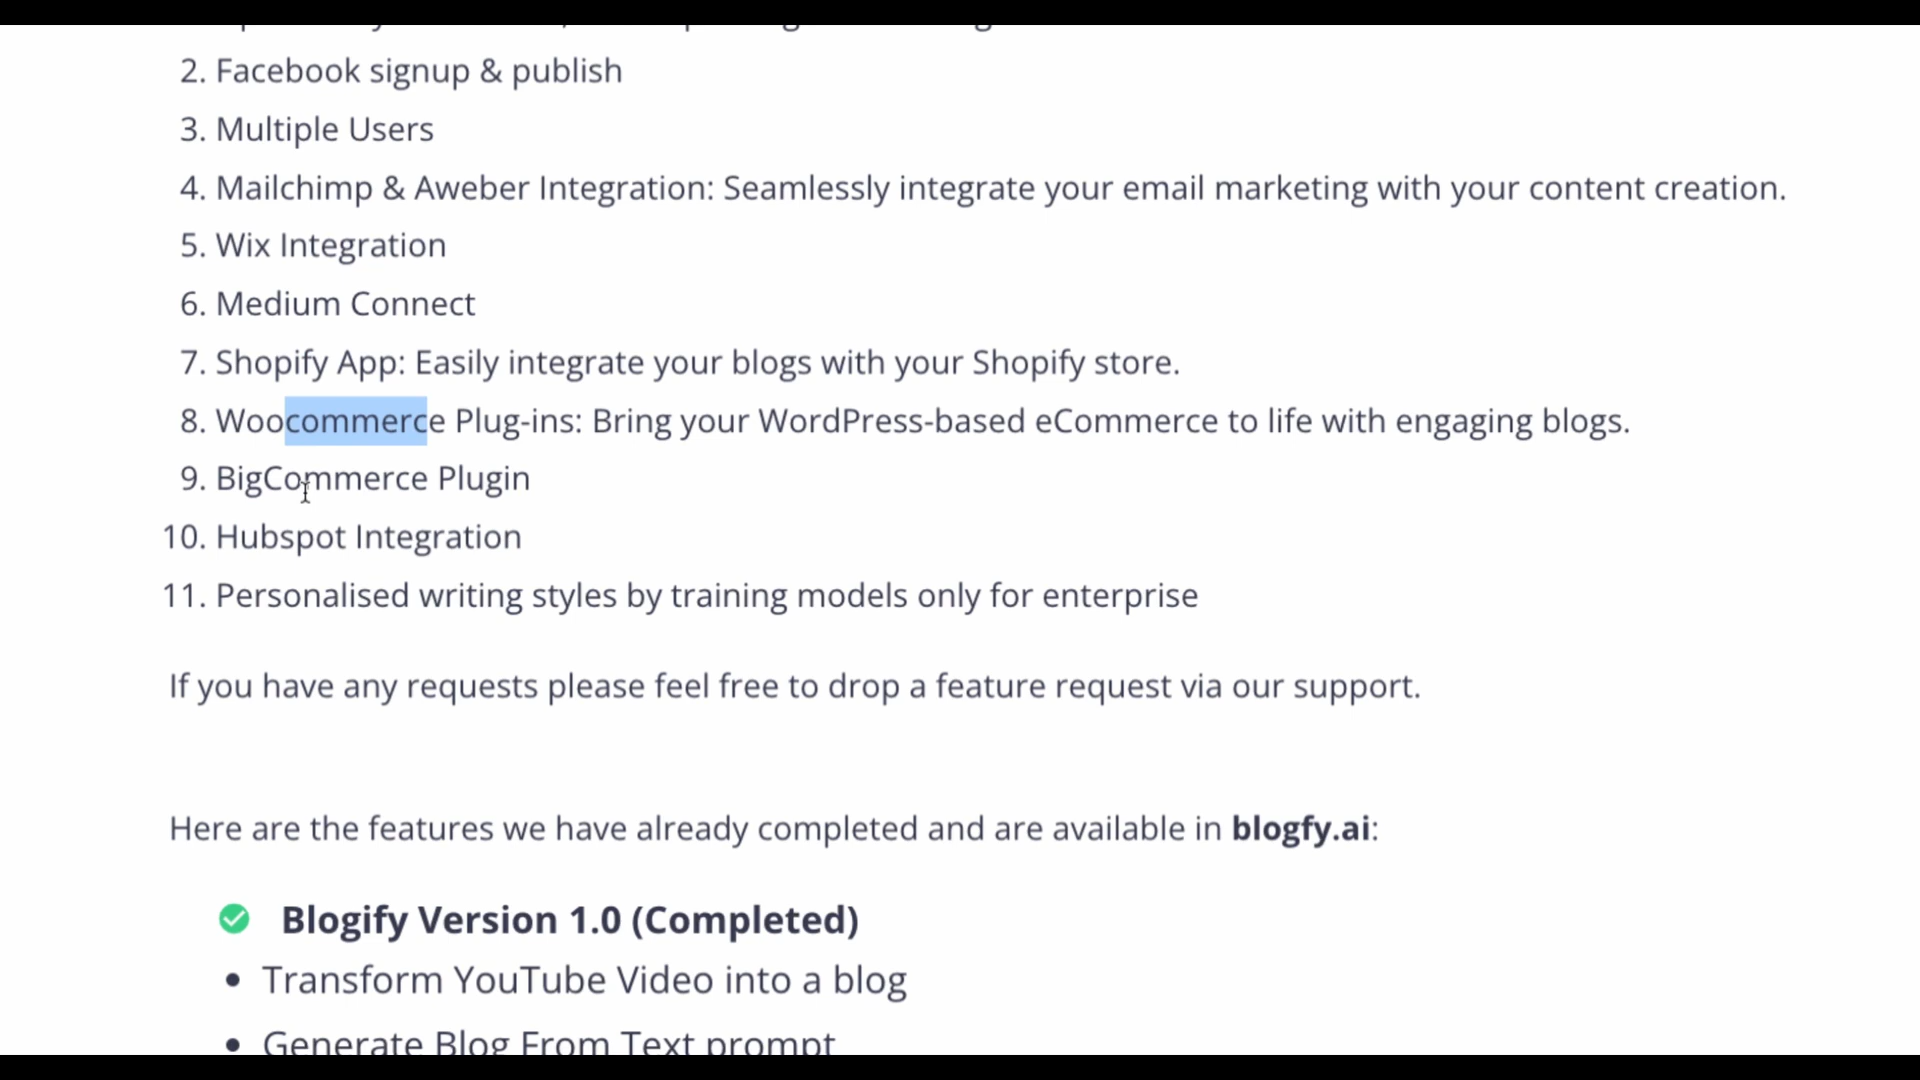 2. Facebook signup & publish
3. Multiple Users
4. Mailchimp & Aweber Integration: Seamlessly integrate your email marketing with your content creation.
5. Wix Integration
6. Medium Connect
7. Shopify App: Easily integrate your blogs with your Shopify store.
8. Woocommerce Plug-ins: Bring your WordPress-based eCommerce to life with engaging blogs.
9. BigCommerce Plugin
10. Hubspot Integration
11. Personalised writing styles by training models only for enterprise
If you have any requests please feel free to drop a feature request via our support.
Here are the features we have already completed and are available in blogfy.ai:
Blogify Version 1.0 (Completed)
• Transform YouTube Video into a blog
• Generate Blog From Text prompt